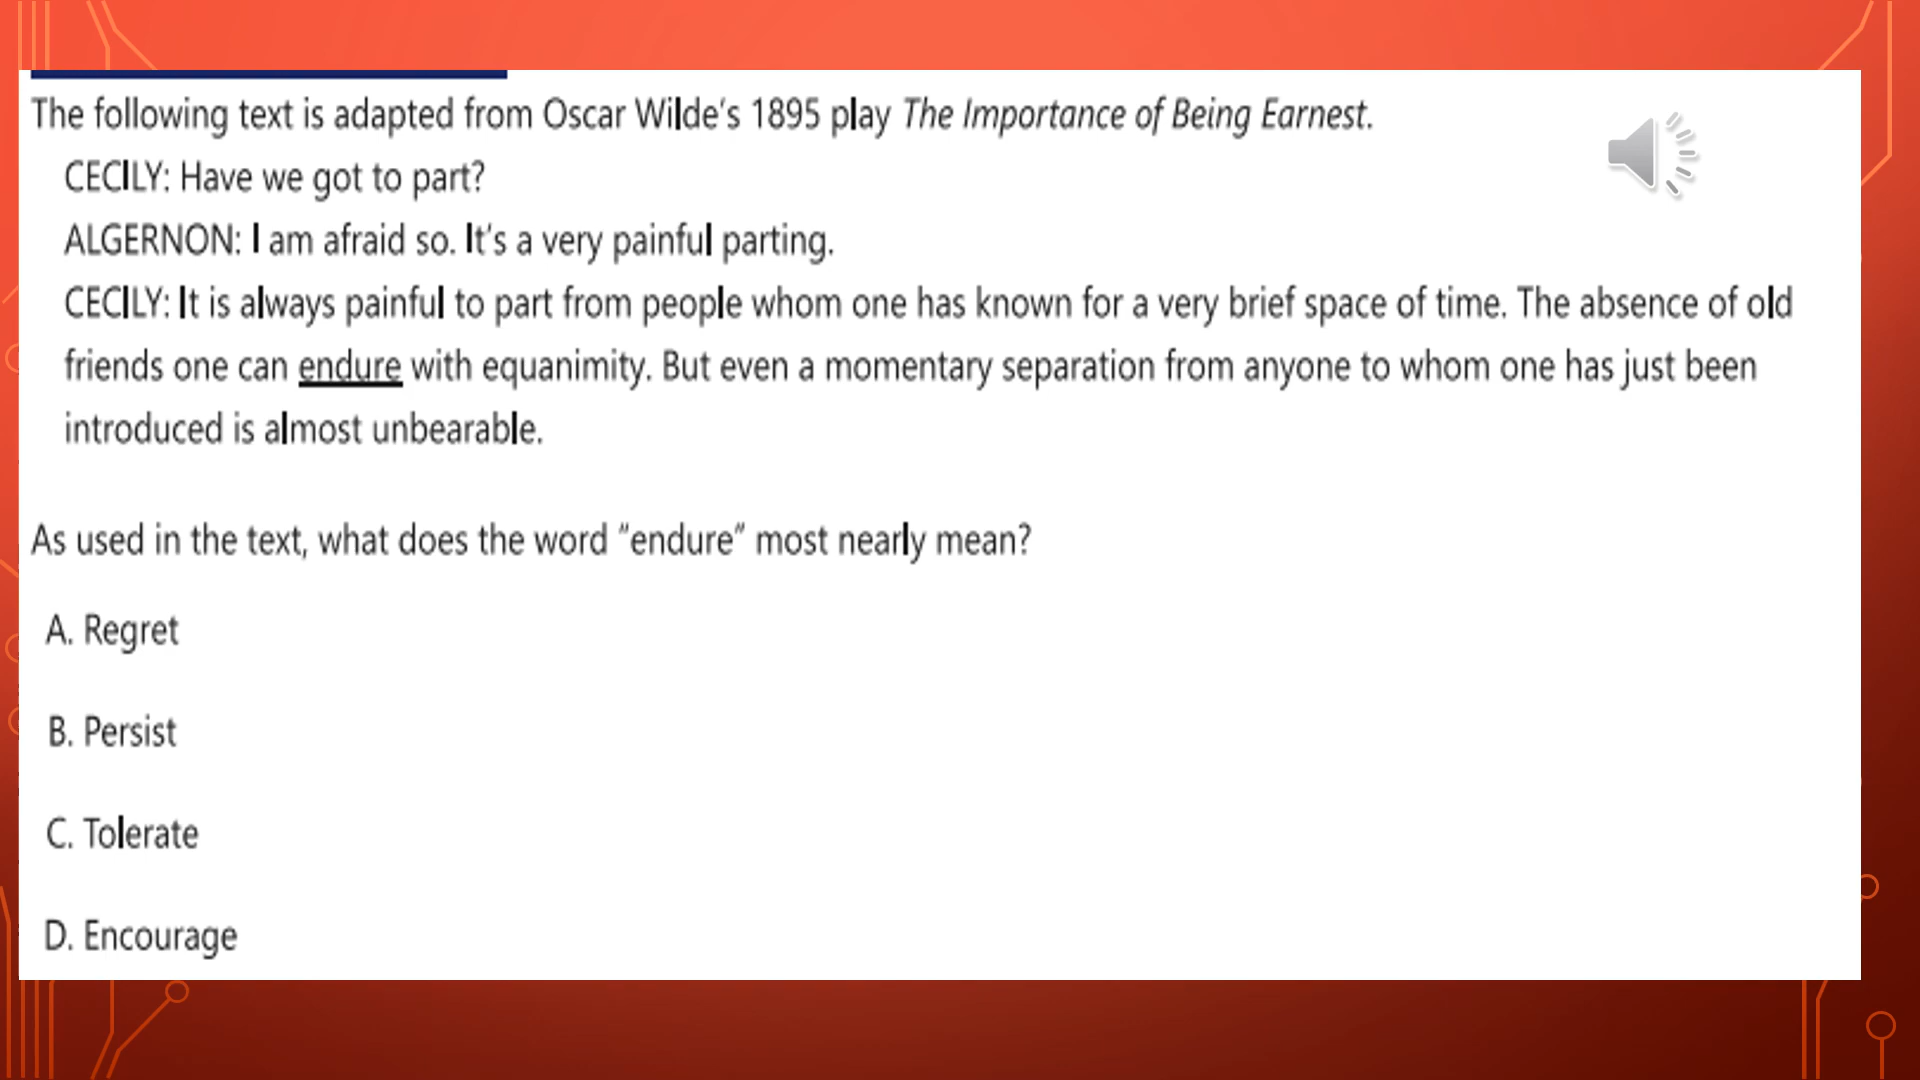 The following text is adapted from Oscar Wilde's 1895 play The Importance of Being Earnest.
CECILY: Have we got to part?
ALGERNON: I am afraid so. It's a very painful parting.
CECILY: It is always painful to part from people whom one has known for a very brief space of time. The absence of old
friends one can endure with equanimity. But even a momentary separation from anyone to whom one has just been
introduced is almost unbearable.
As used in the text, what does the word “endure” most nearly mean?
A. Regret
B. Persist
C. Tolerate
D. Encourage